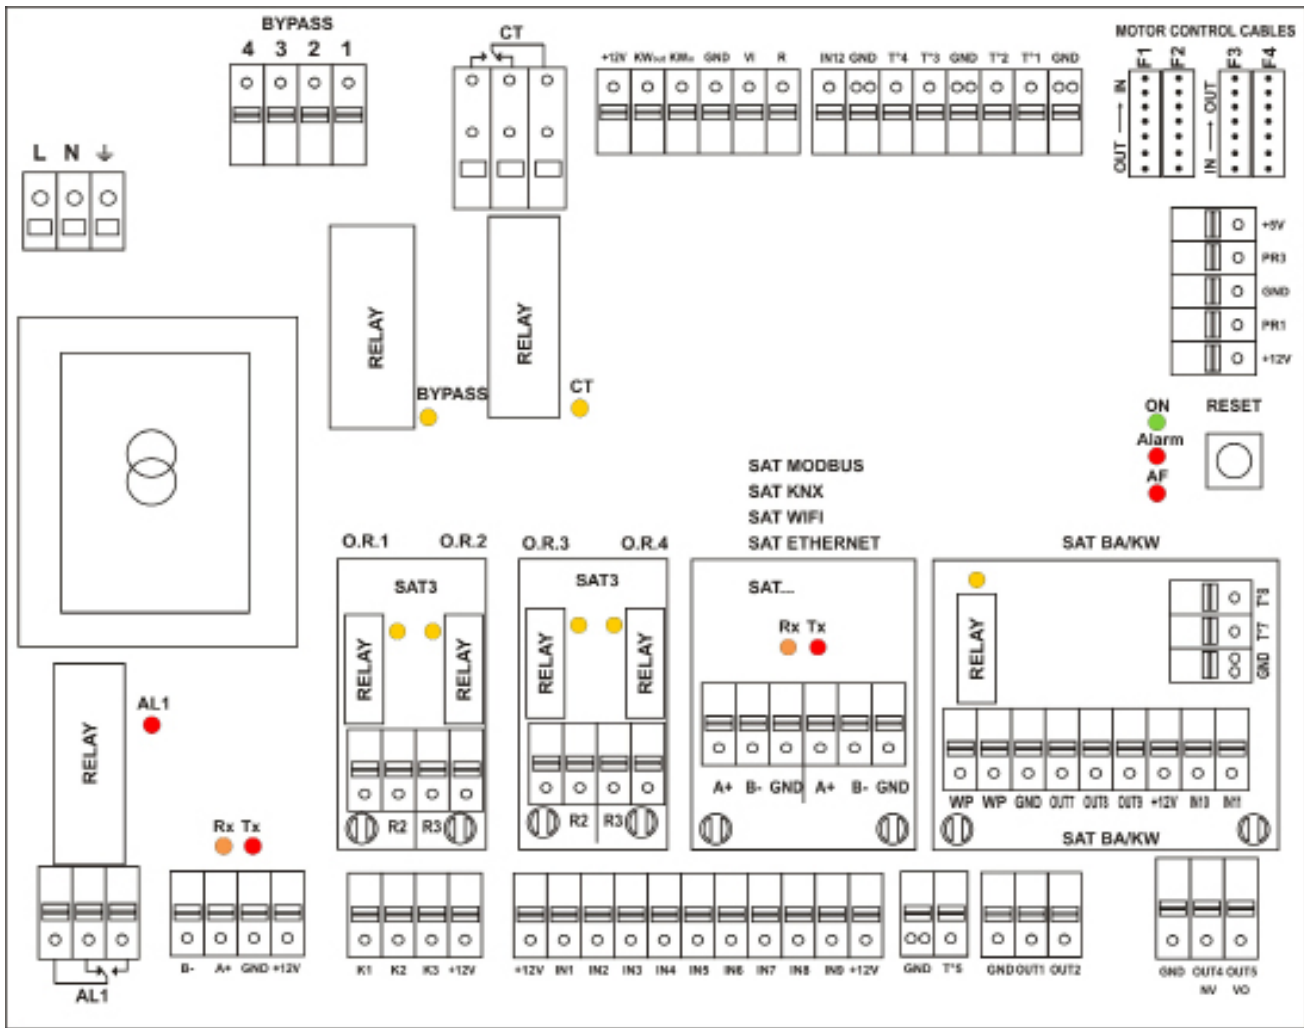 BYPASS
4 3 2 1
CT
+12V KWout KWin GND VI R
IN12 GND T°4 T°3 GND T°2 T°1 GND
MOTOR CONTROL CABLES
F1 F2 F3 F4
OUT → IN
IN → OUT
L N
+5V
PR3
GND
PR1
+12V
RELAY
BYPASS
RELAY
CT
ON
Alarm
AF
RESET
SAT MODBUS
SAT KNX
SAT WIFI
SAT ETHERNET
O.R.1 O.R.2
SAT3
RELAY RELAY
R2 R3
O.R.3 O.R.4
SAT3
RELAY RELAY
R2 R3
SAT...
Rx Tx
A+ B- GND A+ B- GND
SAT BA/KW
RELAY
T°8
T°7
GND
WP WP GND OUT7 OUT8 OUT9 +12V IN10 IN11
SAT BA/KW
RELAY
AL1
AL1
Rx Tx
B- A+ GND +12V
K1 K2 K3 +12V
+12V IN1 IN2 IN3 IN4 IN5 IN6 IN7 IN8 IN9 +12V
GND T°5
GND OUT1 OUT2
GND OUT4 OUT5
NV VO